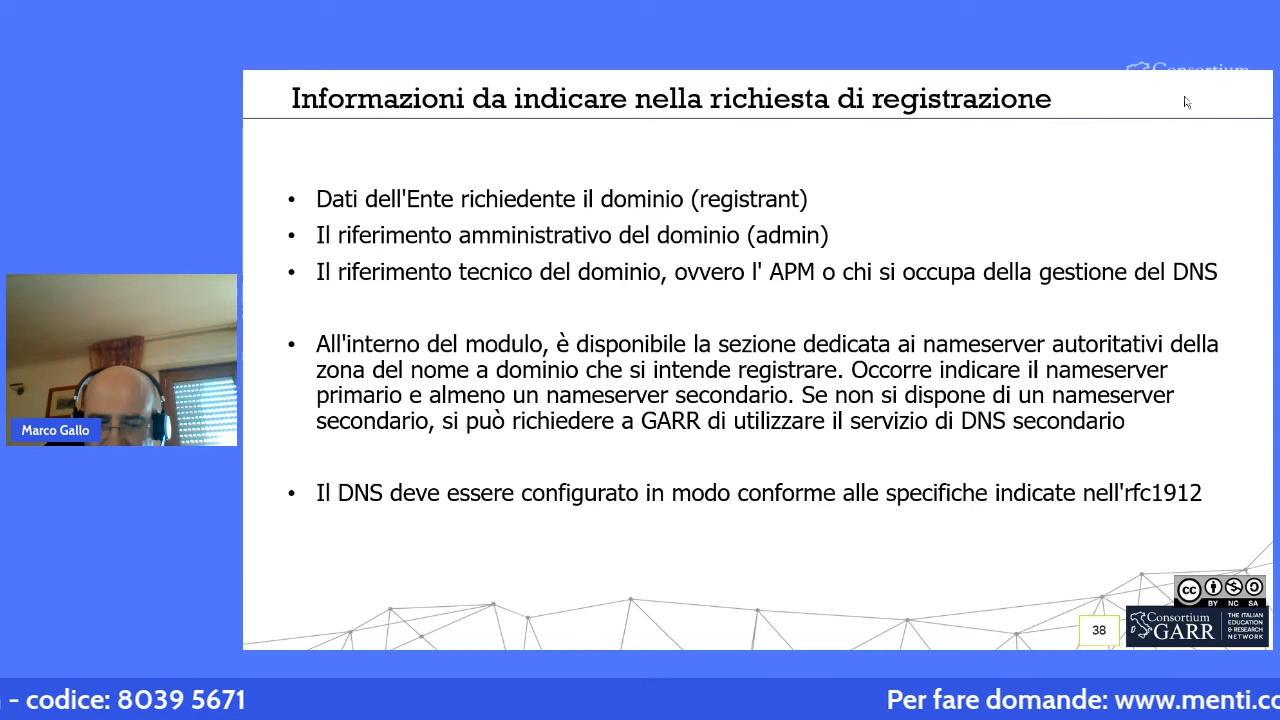 Consortium
Informazioni da indicare nella richiesta di registrazione
• Dati dell'Ente richiedente il dominio (registrant)
• Il riferimento amministrativo del dominio (admin)
• Il riferimento tecnico del dominio, ovvero l' APM o chi si occupa della gestione del DNS
• All'interno del modulo, è disponibile la sezione dedicata ai nameserver autoritativi della
zona del nome a dominio che si intende registrare. Occorre indicare il nameserver
primario e almeno un nameserver secondario. Se non si dispone di un nameserver
secondario, si può richiedere a GARR di utilizzare il servizio di DNS secondario
• Il DNS deve essere configurato in modo conforme alle specifiche indicate nell'rfc1912
Marco Gallo
cc
BY NC SA
38
Consortium
GARR
THE ITALIAN
EDUCATION
& RESEARCH
NETWORK
- codice: 8039 5671
Per fare domande: www.menti.co